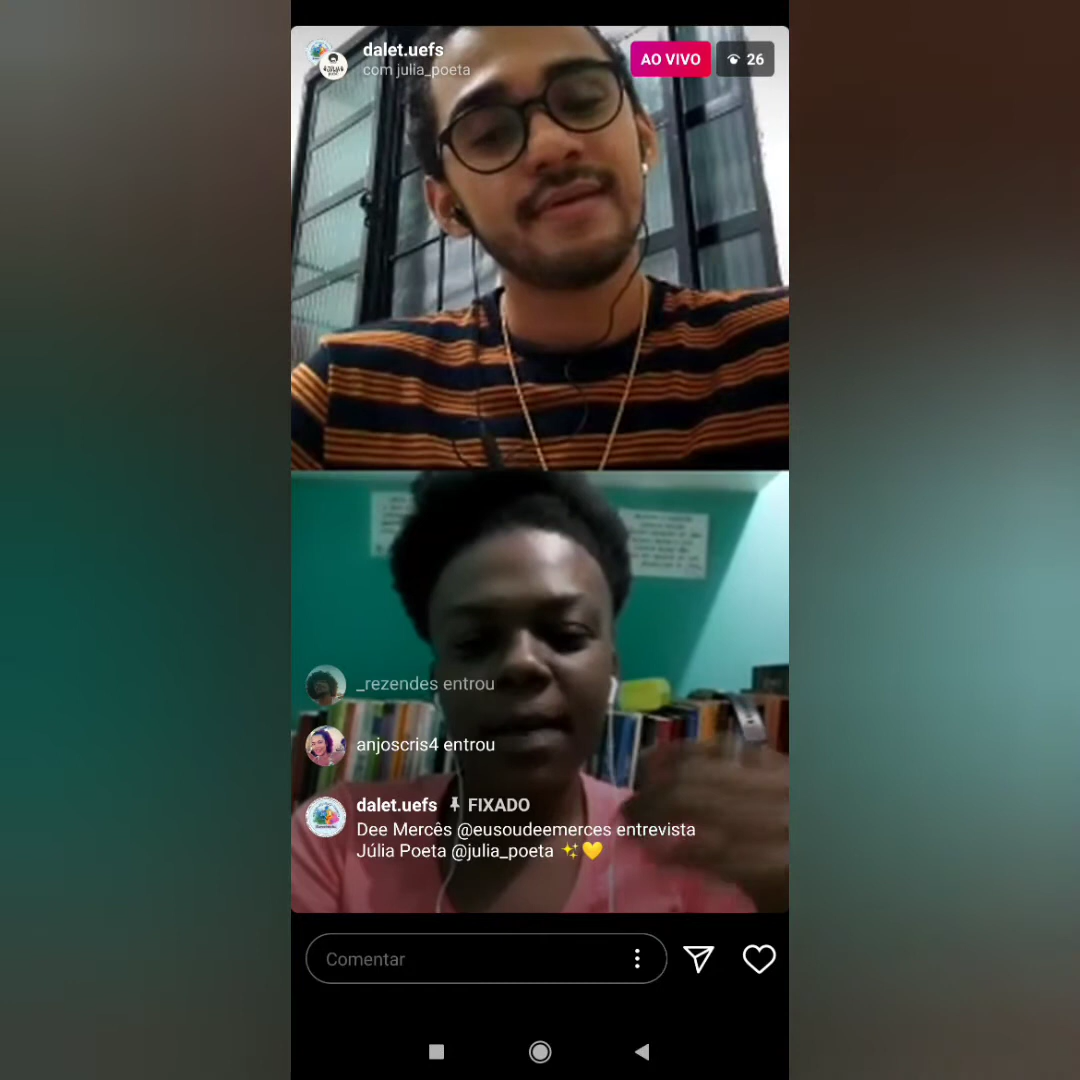 dalet.uefs
com julia_poeta
AO VIVO
26
_rezendes entrou
anjoscris4 entrou
dalet.uefs FIXADO
Dee Mercês @eusoudeemerces entrevista
Júlia Poeta @julia_poeta ✨💛
Comentar